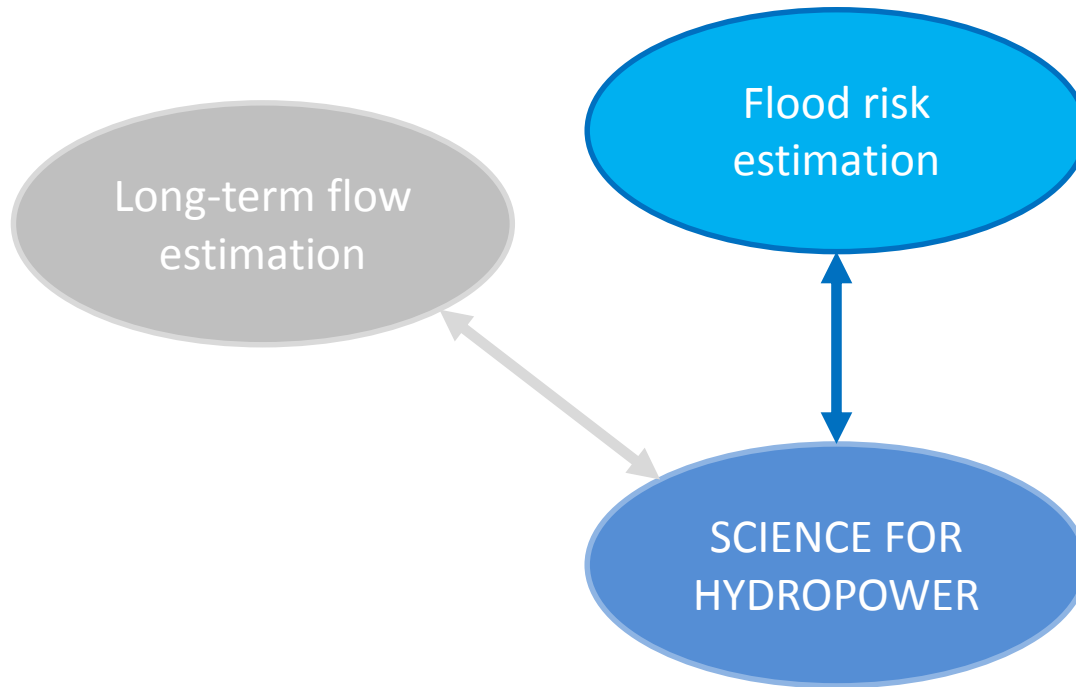 Flood risk
estimation
Long-term flow
estimation
SCIENCE FOR
HYDROPOWER